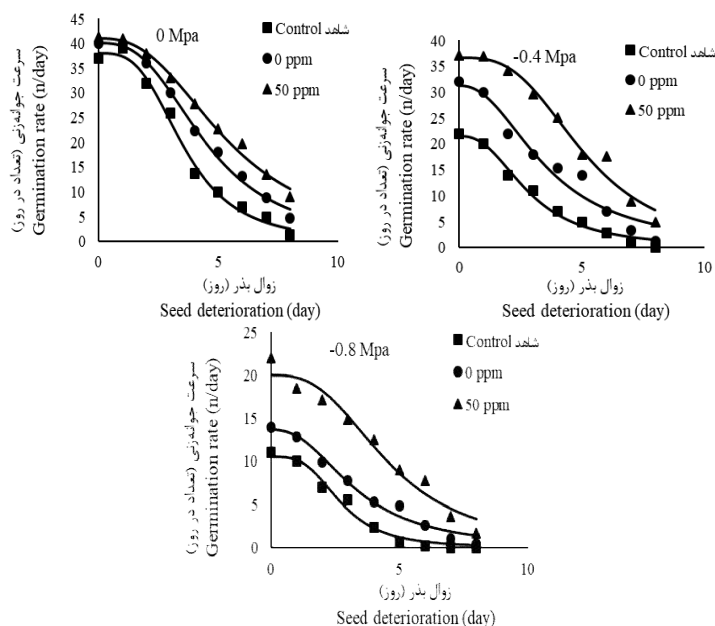 سرعت جوانه‌زنی (تعداد در روز)
Germination rate (n/day)
45
40
35
30
25
20
15
10
5
0
0 Mpa
Control شاهد
0 ppm
50 ppm
0 5 10
زوال بذر (روز)
Seed deterioration (day)
سرعت جوانه‌زنی (تعداد در روز)
Germination rate (n/day)
40
35
30
25
20
15
10
5
0
-0.4 Mpa
Control شاهد
0 ppm
50 ppm
0 5 10
زوال بذر (روز)
Seed deterioration (day)
سرعت جوانه‌زنی (تعداد در روز)
Germination rate (n/day)
25
20
15
10
5
0
-0.8 Mpa
Control شاهد
0 ppm
50 ppm
0 5 10
زوال بذر (روز)
Seed deterioration (day)